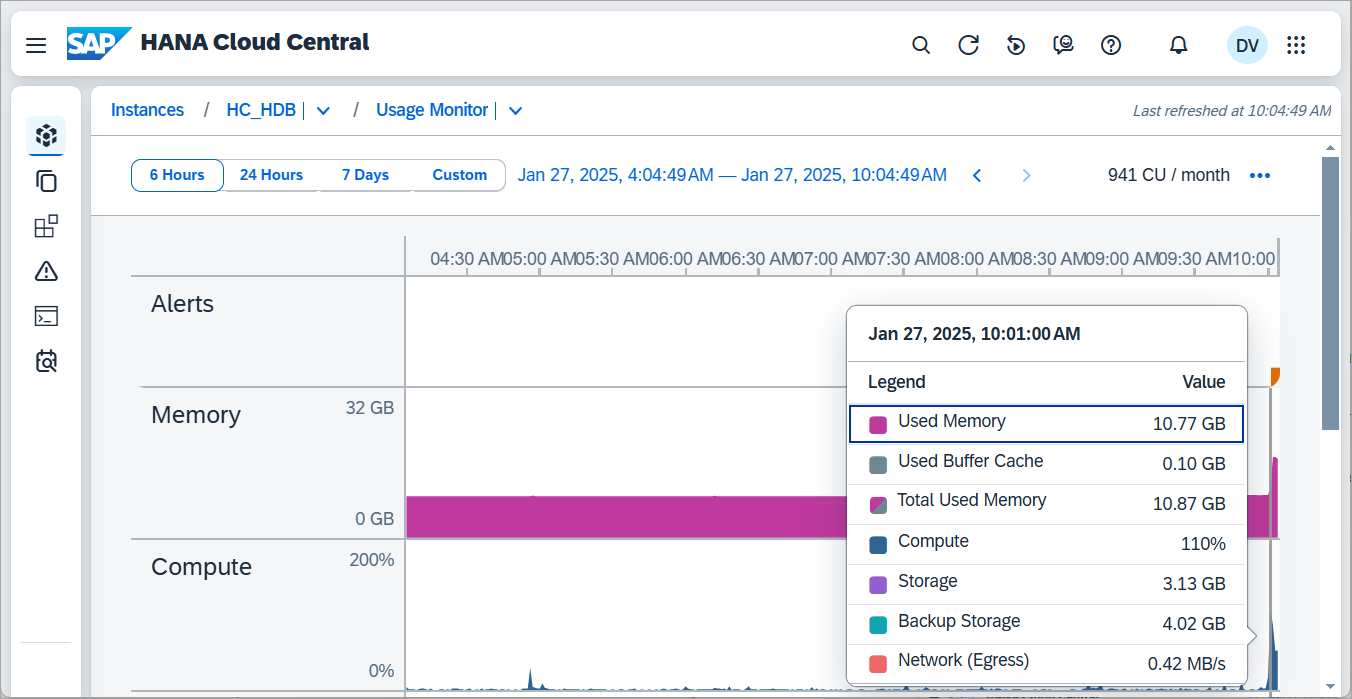 SAP HANA Cloud Central DV
Instances / HC_HDB / Usage Monitor Last refreshed at 10:04:49 AM
6 Hours 24 Hours 7 Days Custom Jan 27, 2025, 4:04:49 AM — Jan 27, 2025, 10:04:49 AM 941 CU / month
04:30 AM 05:00 AM 05:30 AM 06:00 AM 06:30 AM 07:00 AM 07:30 AM 08:00 AM 08:30 AM 09:00 AM 09:30 AM 10:00
Alerts
Memory 32 GB
0 GB
Compute 200%
0%
Jan 27, 2025, 10:01:00 AM
Legend Value
Used Memory 10.77 GB
Used Buffer Cache 0.10 GB
Total Used Memory 10.87 GB
Compute 110%
Storage 3.13 GB
Backup Storage 4.02 GB
Network (Egress) 0.42 MB/s